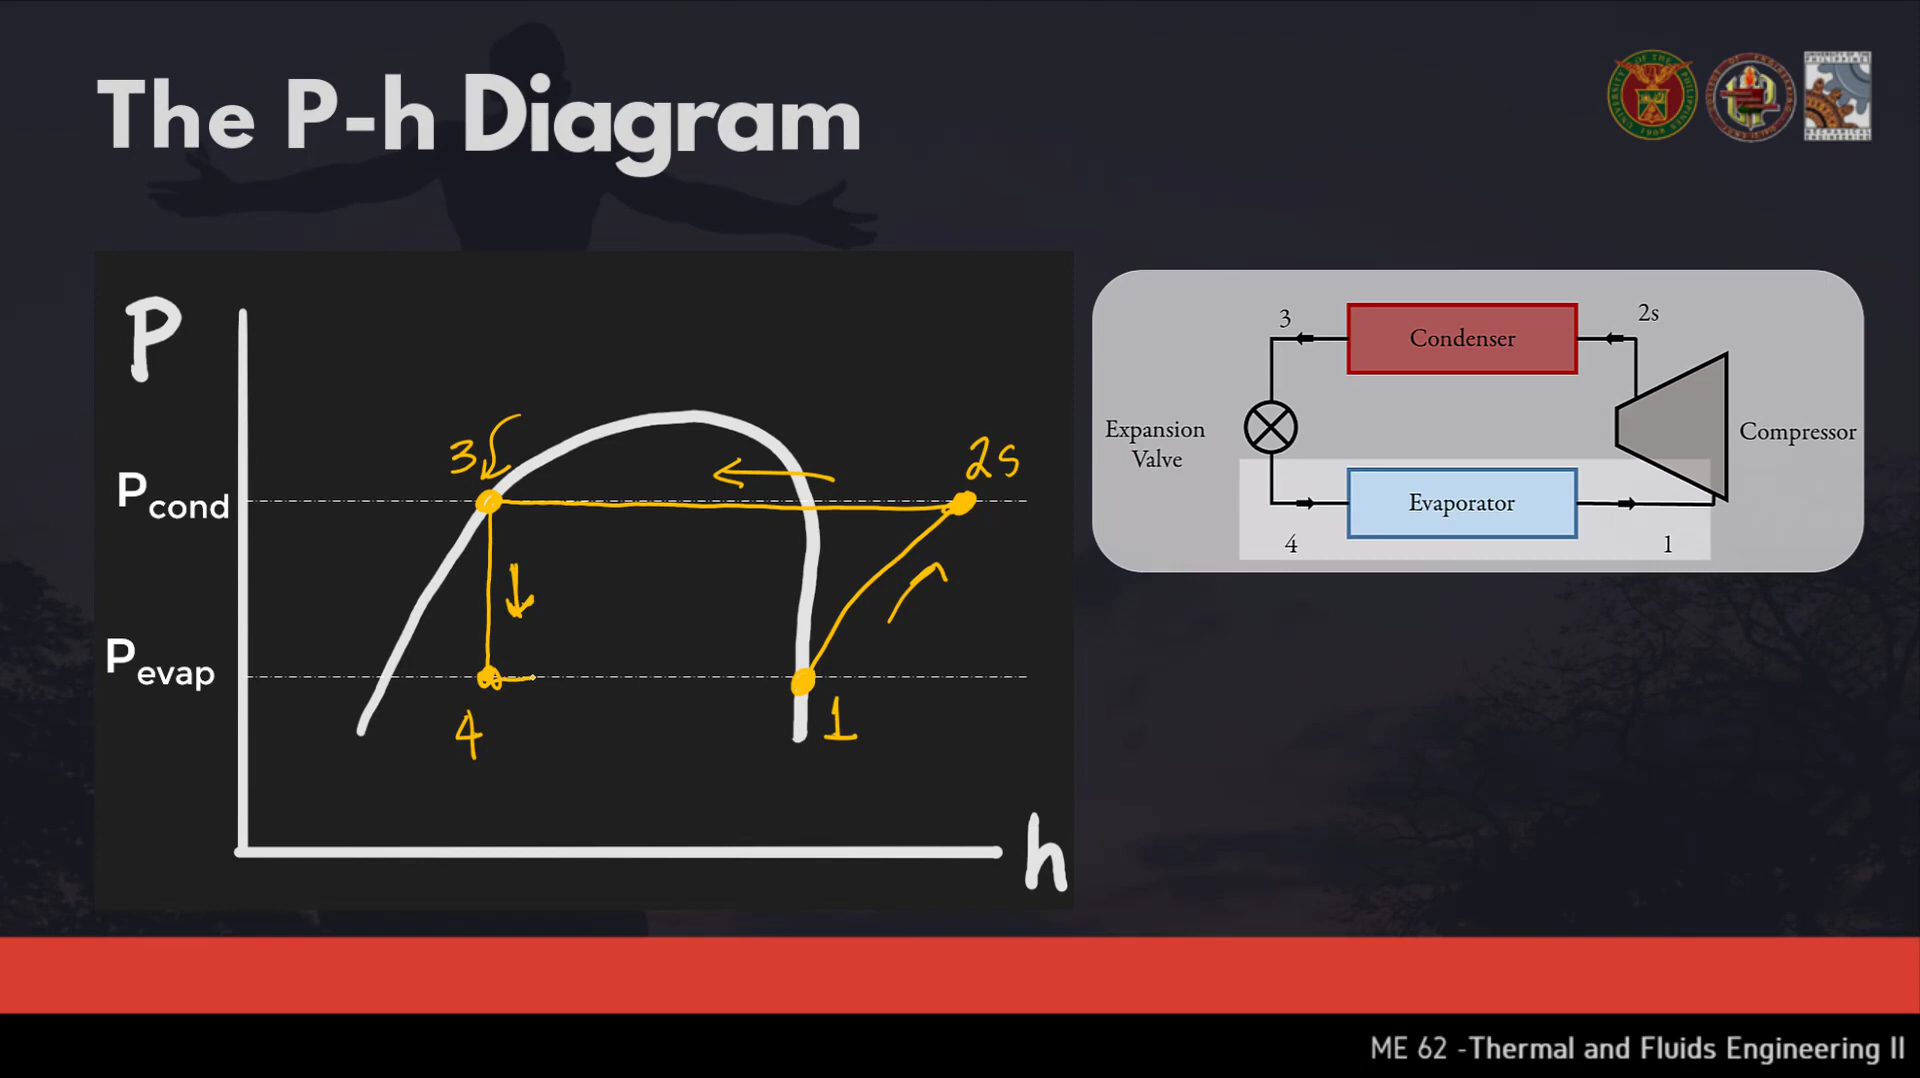 The P-h Diagram
P
3
2s
Pcond
Pevap
4
1
h
3
2s
Condenser
Expansion
Valve
Compressor
Evaporator
4
1
ME 62 -Thermal and Fluids Engineering II